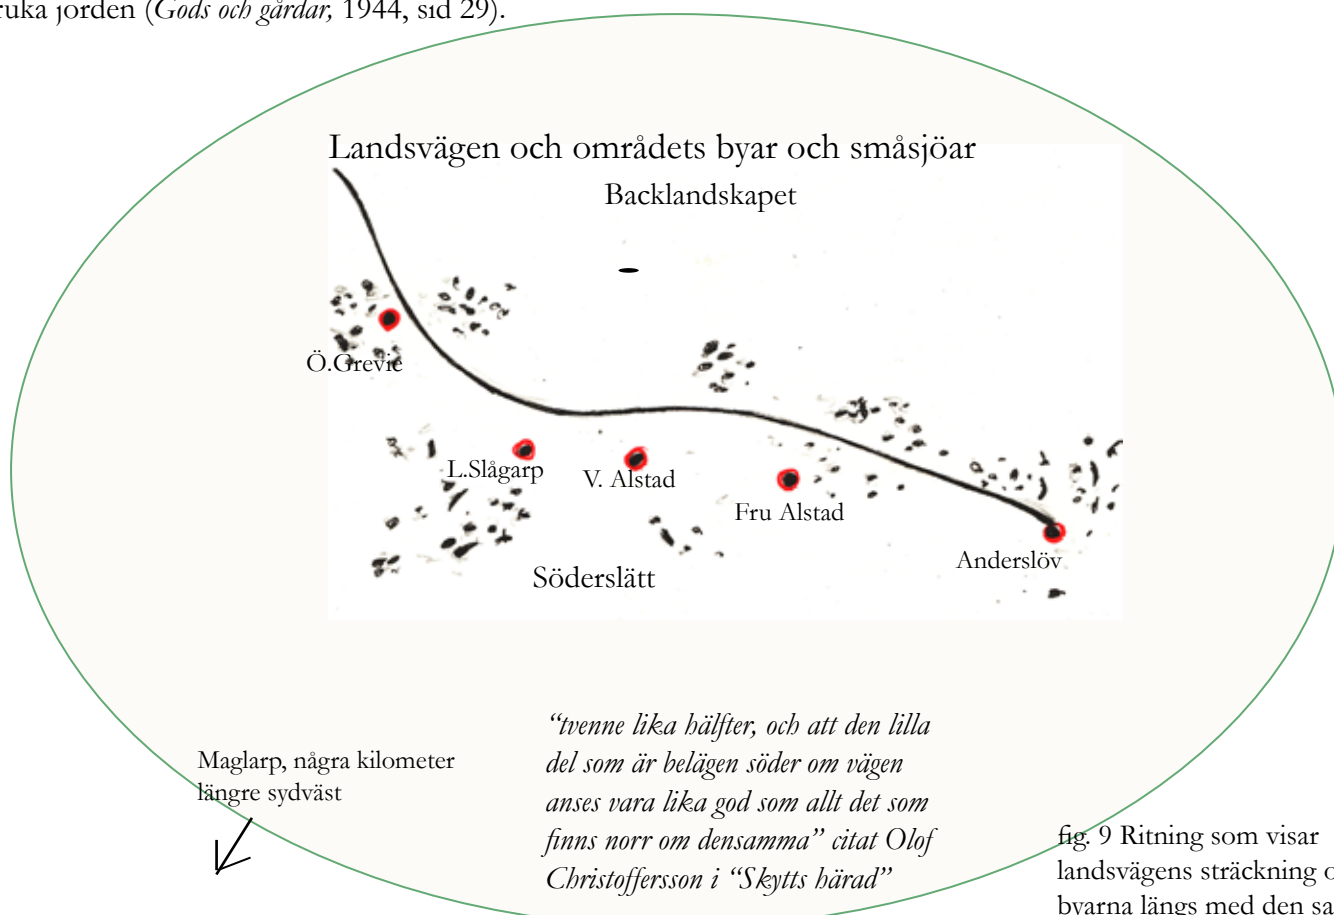 ruka jorden (Gods och gårdar, 1944, sid 29).
Landsvägen och områdets byar och småsjöar
Backlandskapet
Ö.Grevie
L.Slågarp
V. Alstad
Fru Alstad
Anderslöv
Söderslätt
Maglarp, några kilometer
längre sydväst
“tvenne lika hälfter, och att den lilla
del som är belägen söder om vägen
anses vara lika god som allt det som
finns norr om densamma” citat Olof
Christoffersson i “Skytts härad”
fig. 9 Ritning som visar
landsvägens sträckning
byarna längs med den